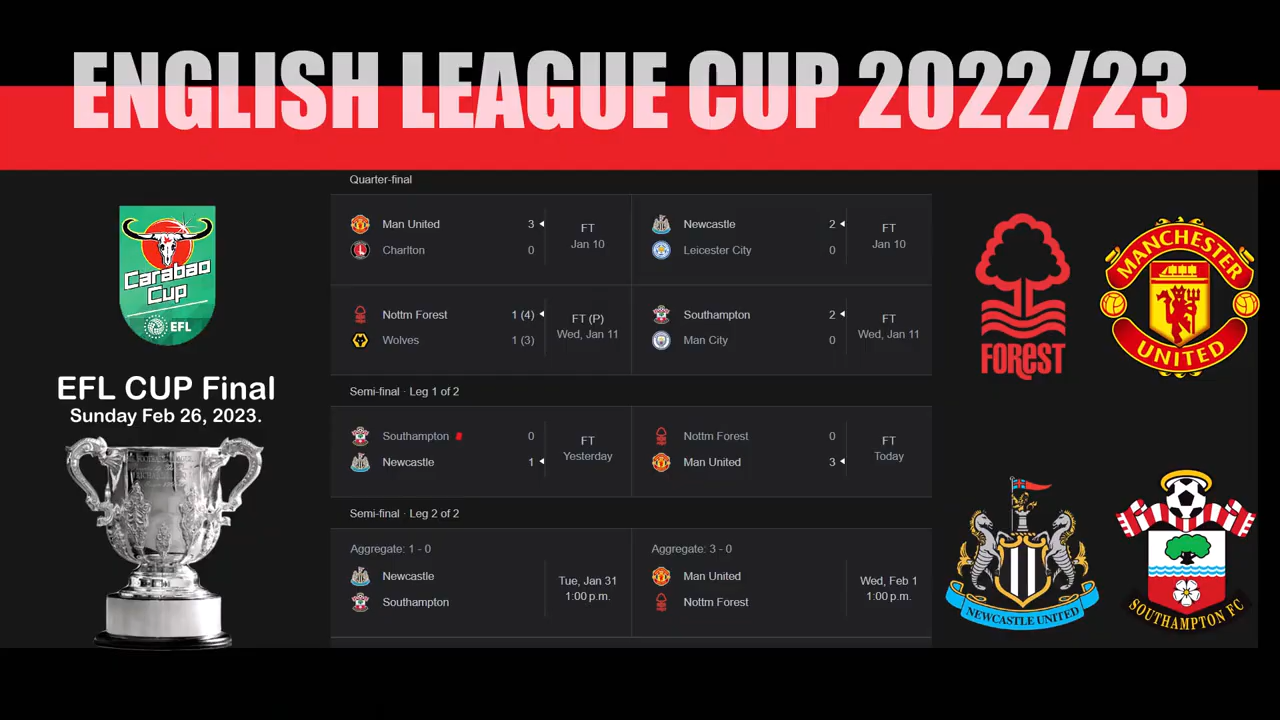 ENGLISH LEAGUE CUP 2022/23
Quarter-final
Man United 3
Charlton 0
FT
Jan 10
Newcastle 2
Leicester City 0
FT
Jan 10
Nottm Forest 1 (4)
Wolves 1 (3)
FT (P)
Wed, Jan 11
Southampton 2
Man City 0
FT
Wed, Jan 11
Semi-final · Leg 1 of 2
Southampton 0
Newcastle 1
FT
Yesterday
Nottm Forest 0
Man United 3
FT
Today
Semi-final · Leg 2 of 2
Aggregate: 1 - 0
Newcastle
Southampton
Tue, Jan 31
1:00 p.m.
Aggregate: 3 - 0
Man United
Nottm Forest
Wed, Feb 1
1:00 p.m.
Carabao
Cup
EFL
EFL CUP Final
Sunday Feb 26, 2023.
FOREST
MANCHESTER
UNITED
NEWCASTLE UNITED
SOUTHAMPTON FC